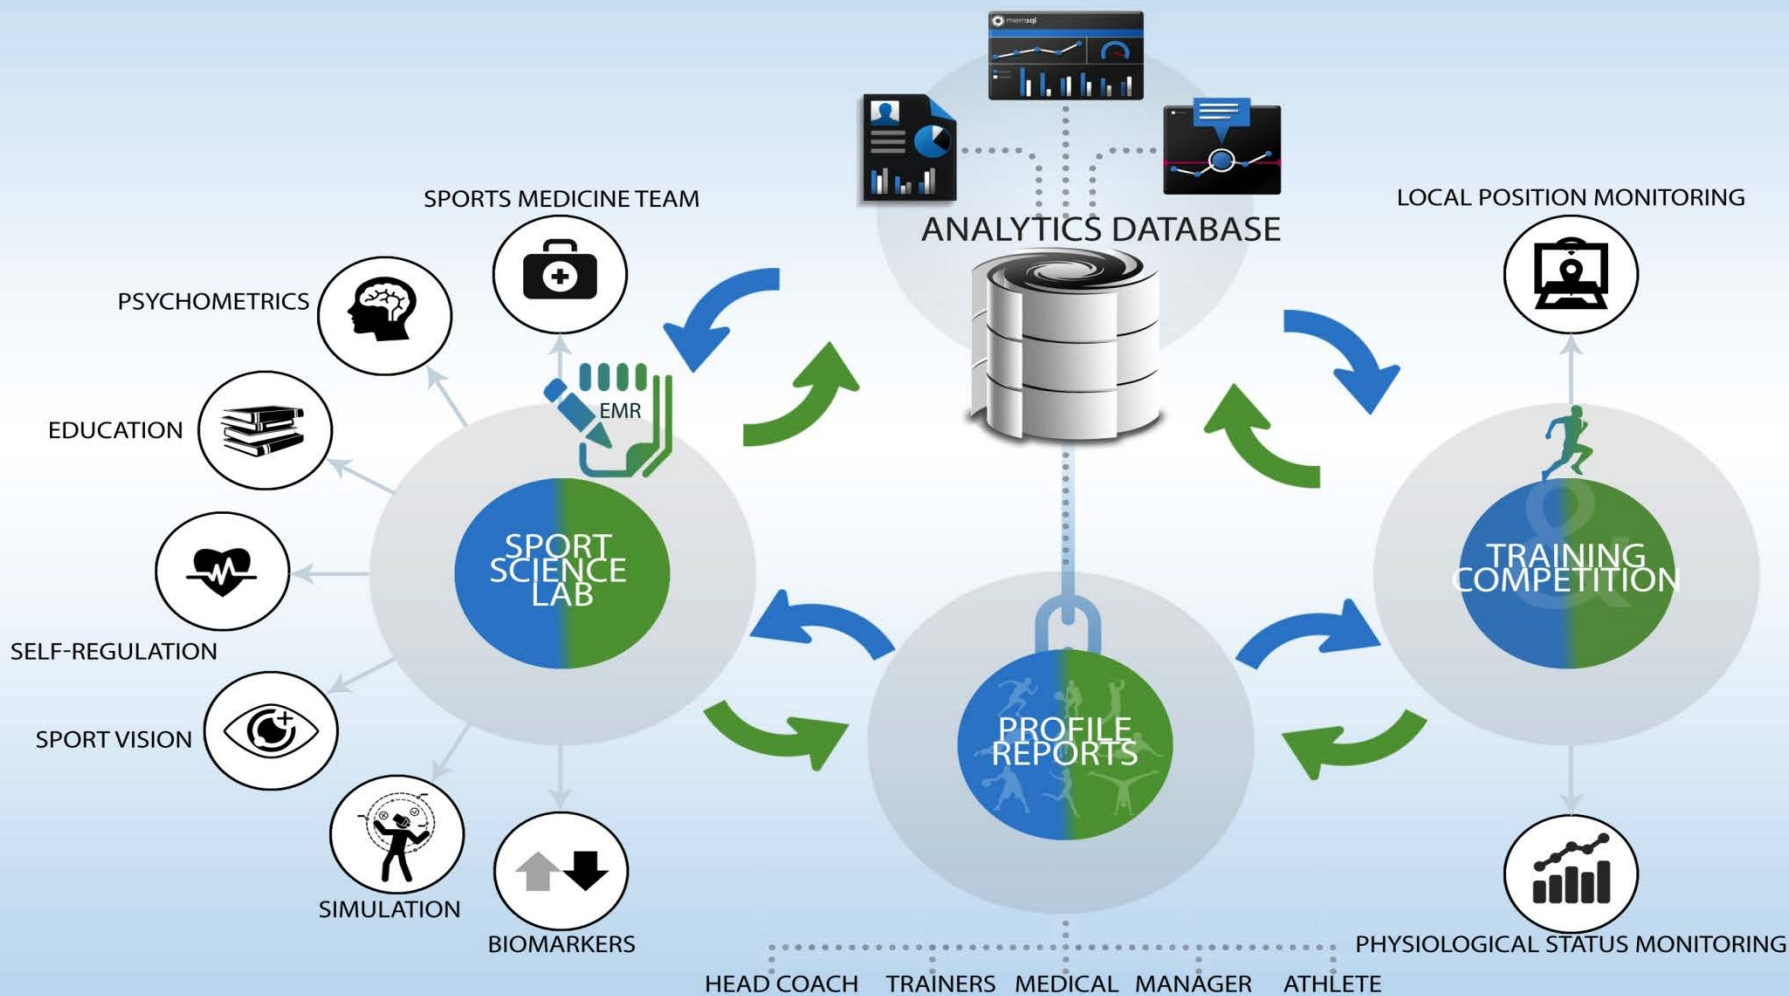 memsql
ANALYTICS DATABASE
SPORTS MEDICINE TEAM
LOCAL POSITION MONITORING
PSYCHOMETRICS
EMR
EDUCATION
SPORT
SCIENCE
LAB
&
TRAINING
COMPETITION
SELF-REGULATION
SPORT VISION
PROFILE
REPORTS
SIMULATION
BIOMARKERS
PHYSIOLOGICAL STATUS MONITORING
HEAD COACH
TRAINERS
MEDICAL
MANAGER
ATHLETE